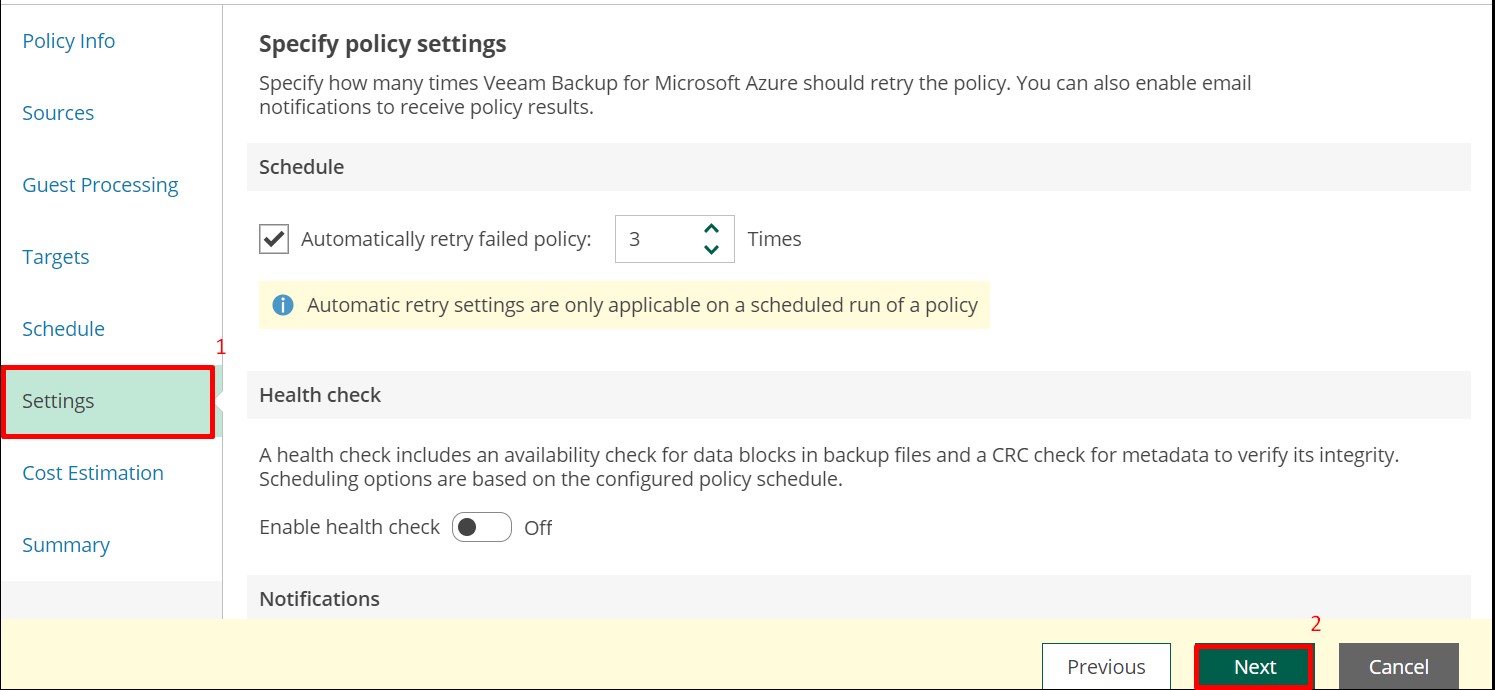 Policy Info
Sources
Guest Processing
Targets
Schedule
1
Settings
Cost Estimation
Summary
Specify policy settings
Specify how many times Veeam Backup for Microsoft Azure should retry the policy. You can also enable email
notifications to receive policy results.
Schedule
Automatically retry failed policy: 3 Times
Automatic retry settings are only applicable on a scheduled run of a policy
Health check
A health check includes an availability check for data blocks in backup files and a CRC check for metadata to verify its integrity.
Scheduling options are based on the configured policy schedule.
Enable health check Off
Notifications
2
Previous Next Cancel